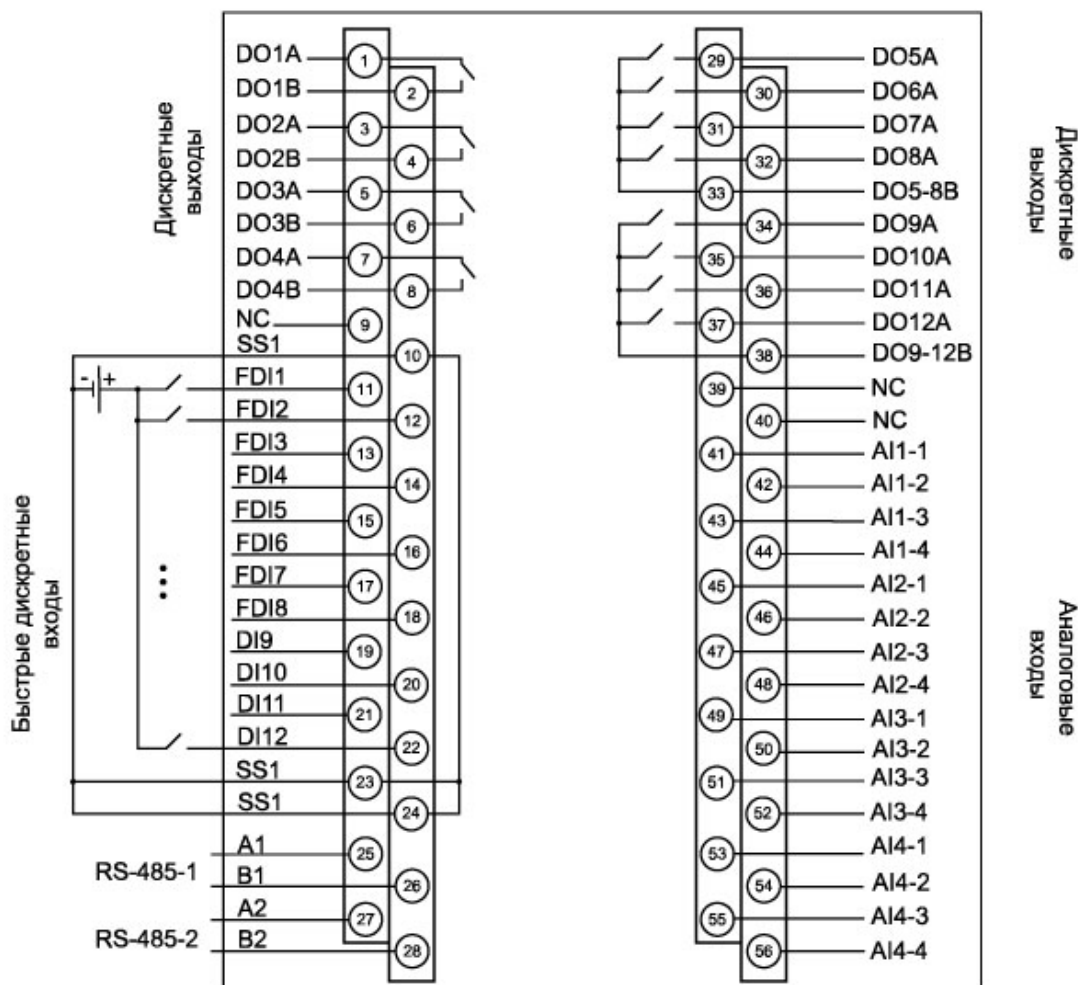 Дискретные
выходы
DO1A 1
DO1B 2
DO2A 3
DO2B 4
DO3A 5
DO3B 6
DO4A 7
DO4B 8
NC 9
SS1 10
- +
FDI1 11
FDI2 12
FDI3 13
FDI4 14
FDI5 15
FDI6 16
FDI7 17
FDI8 18
DI9 19
DI10 20
DI11 21
DI12 22
SS1 23
SS1 24
Быстрые дискретные
входы
RS-485-1
A1 25
B1 26
RS-485-2
A2 27
B2 28
29 DO5A
30 DO6A
31 DO7A
32 DO8A
33 DO5-8B
34 DO9A
35 DO10A
36 DO11A
37 DO12A
38 DO9-12B
39 NC
40 NC
41 AI1-1
42 AI1-2
43 AI1-3
44 AI1-4
45 AI2-1
46 AI2-2
47 AI2-3
48 AI2-4
49 AI3-1
50 AI3-2
51 AI3-3
52 AI3-4
53 AI4-1
54 AI4-2
55 AI4-3
56 AI4-4
Дискретные
выходы
Аналоговые
входы